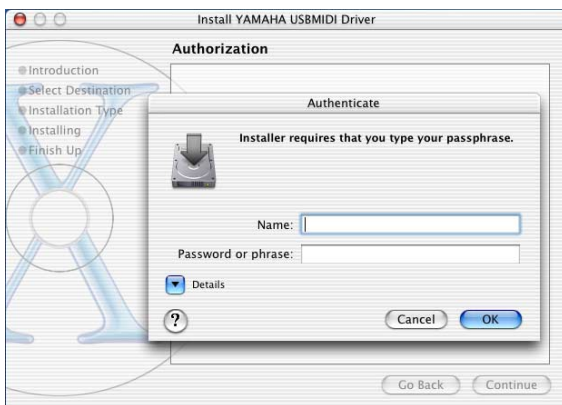 Install YAMAHA USBMIDI Driver
Authorization
Introduction
Select Destination
Installation Type
Installing
Finish Up
Authenticate
Installer requires that you type your passphrase.
Name:
Password or phrase:
Details
?
Cancel
OK
Go Back
Continue